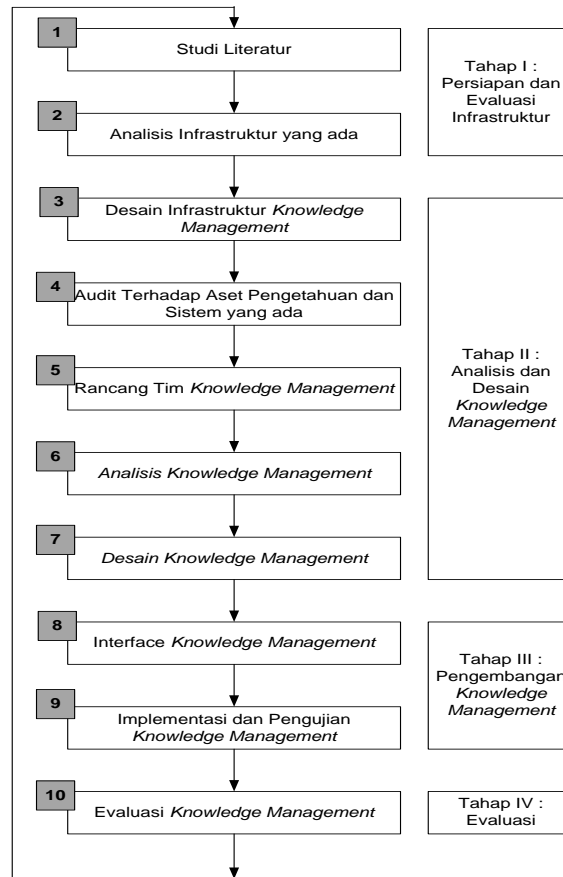 1
Studi Literatur
Tahap I :
Persiapan dan
Evaluasi
Infrastruktur
2
Analisis Infrastruktur yang ada
3
Desain Infrastruktur Knowledge
Management
4
Audit Terhadap Aset Pengetahuan dan
Sistem yang ada
5
Rancang Tim Knowledge Management
6
Analisis Knowledge Management
7
Desain Knowledge Management
Tahap II :
Analisis dan
Desain
Knowledge
Management
8
Interface Knowledge Management
9
Implementasi dan Pengujian
Knowledge Management
Tahap III :
Pengembangan
Knowledge
Management
10
Evaluasi Knowledge Management
Tahap IV :
Evaluasi